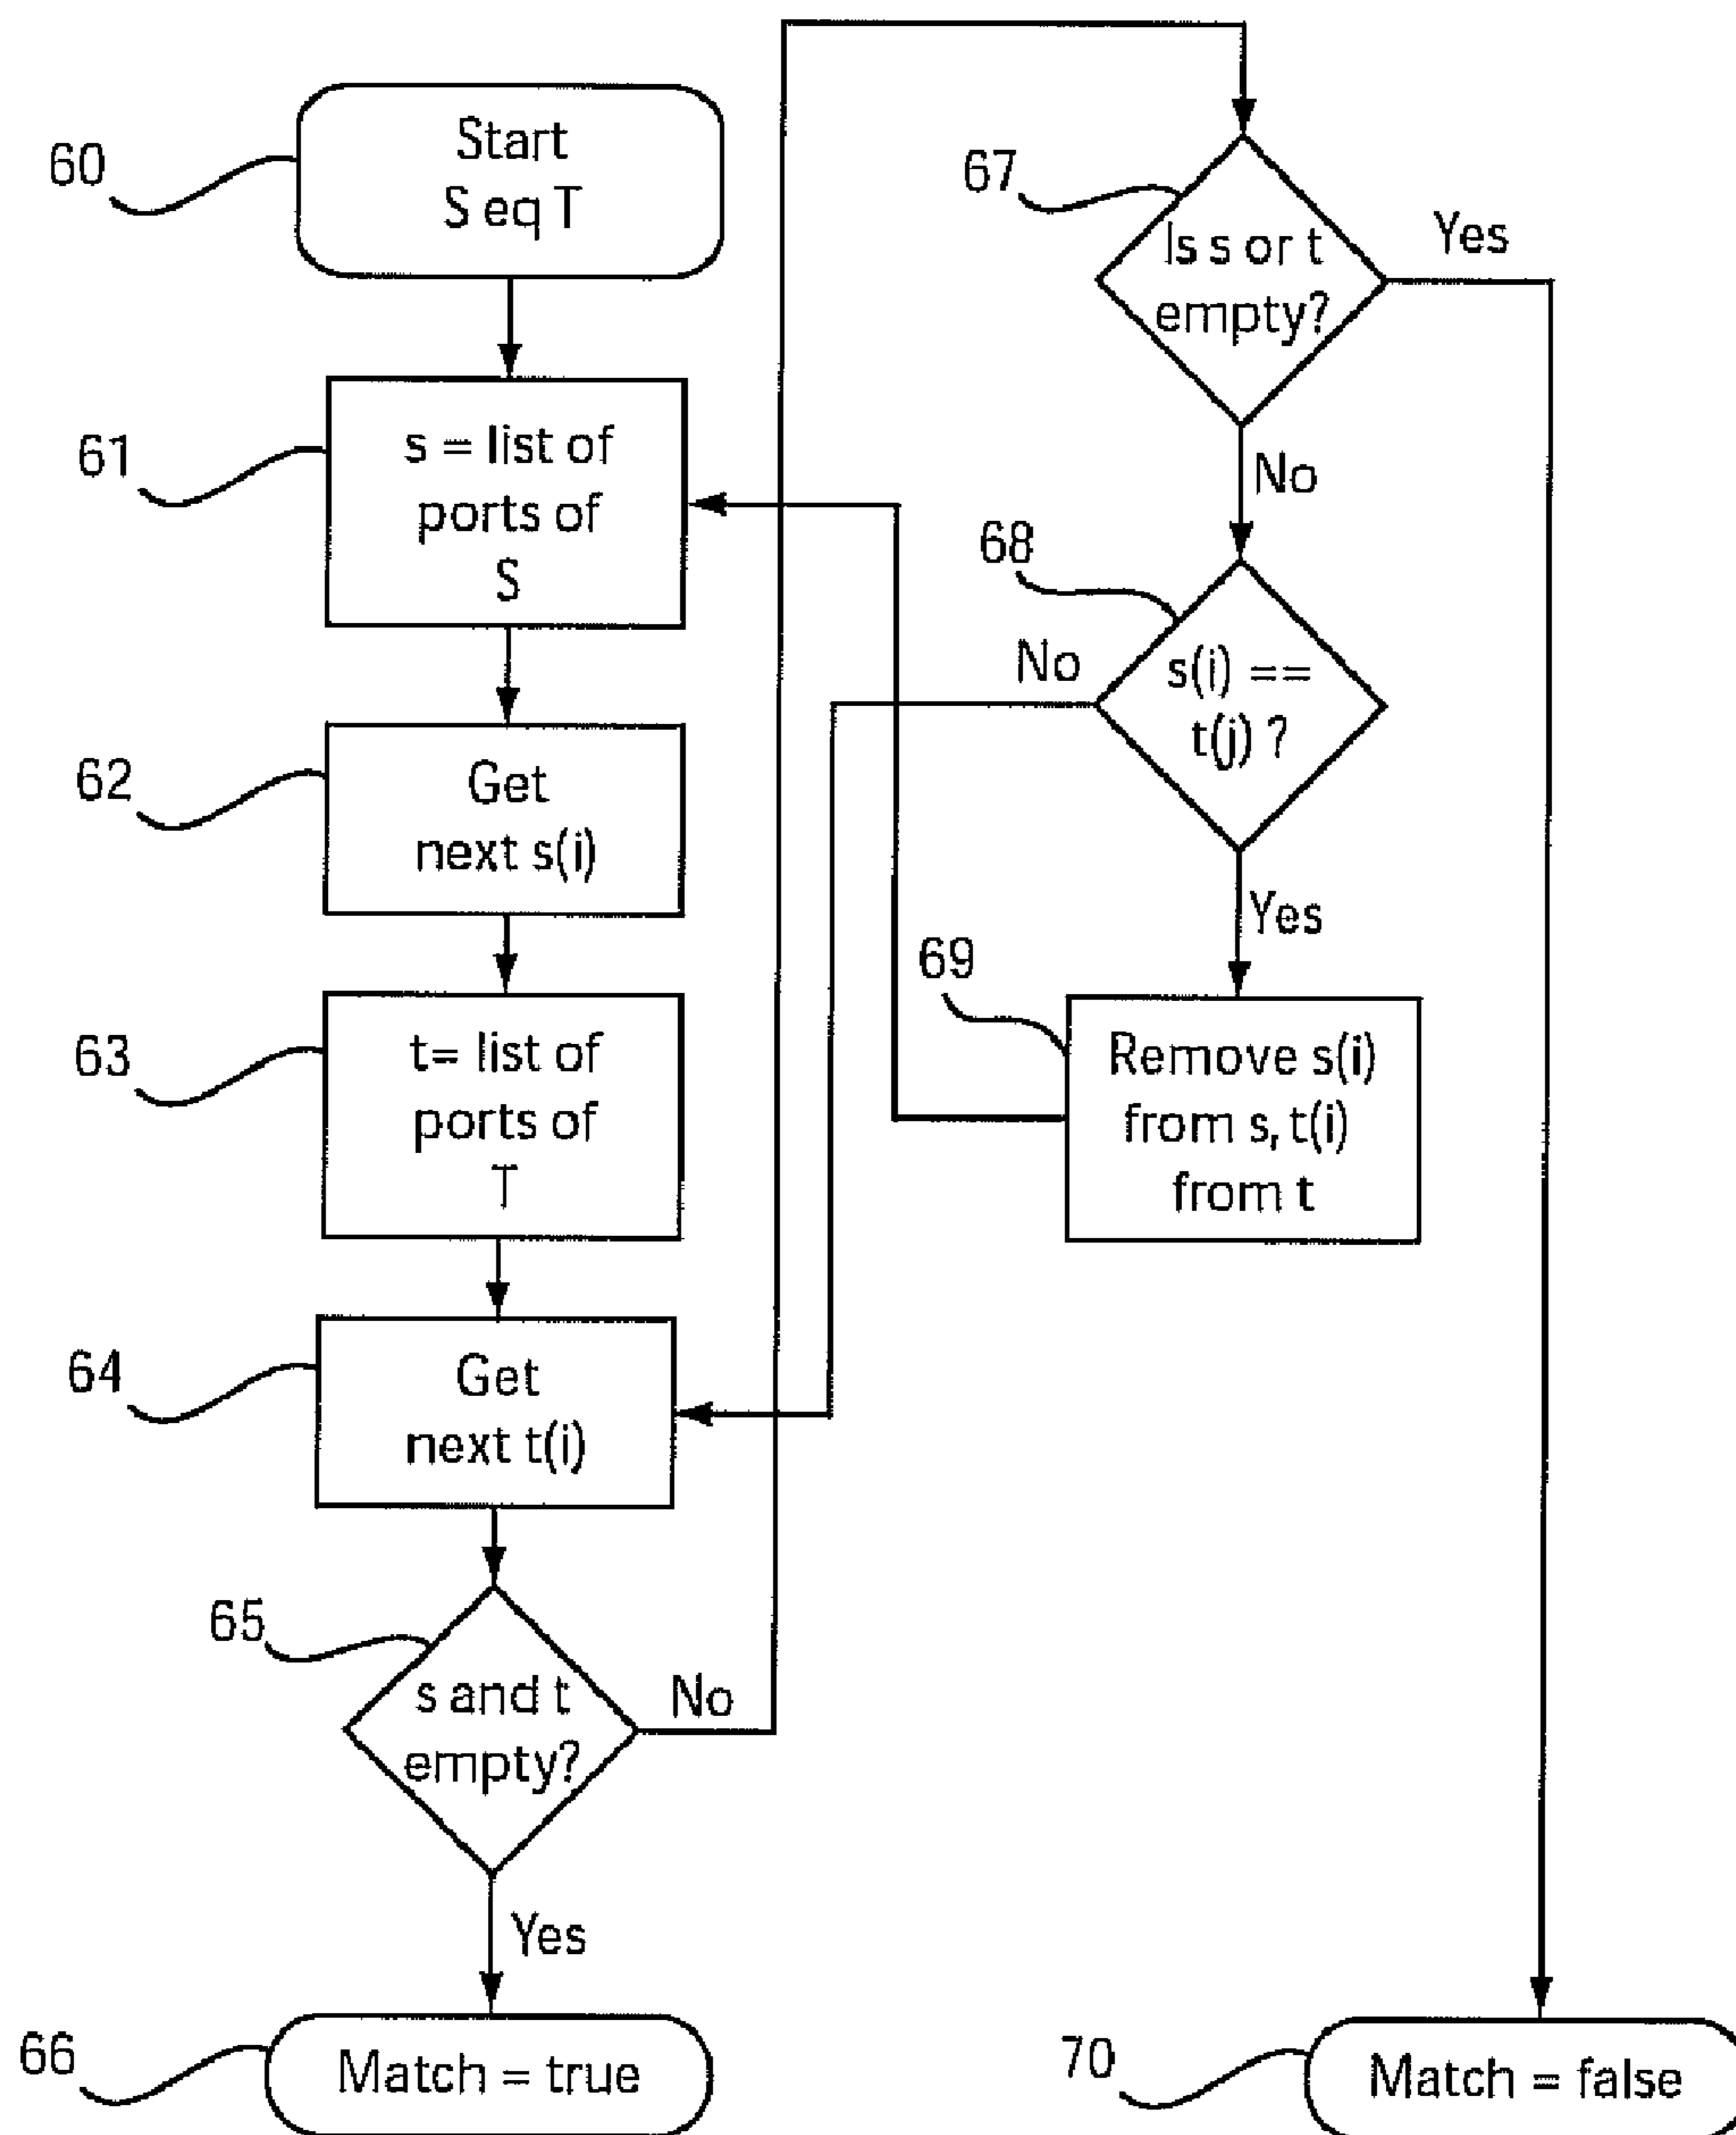 60
Start
S eq T
61
s = list of
ports of
S
62
Get
next s(i)
63
t= list of
ports of
T
64
Get
next t(i)
65
s and t
empty?
No
Yes
66
Match = true
67
Is s or t
empty?
Yes
No
68
s(i) ==
t(j) ?
No
Yes
69
Remove s(i)
from s, t(i)
from t
70
Match = false